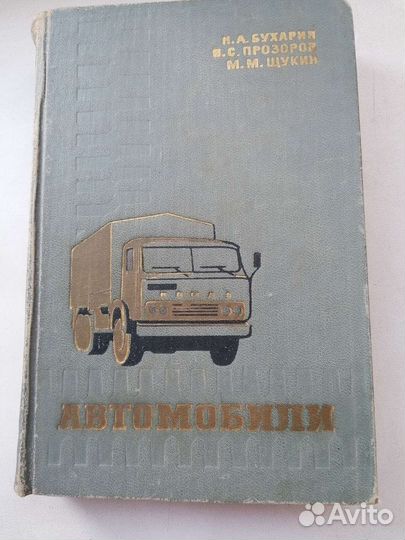 Н.А. БУХАРИН
В.С. ПРОЗОРОВ
М.М. ЩУКИН
АВТОМОБИЛИ
Avito